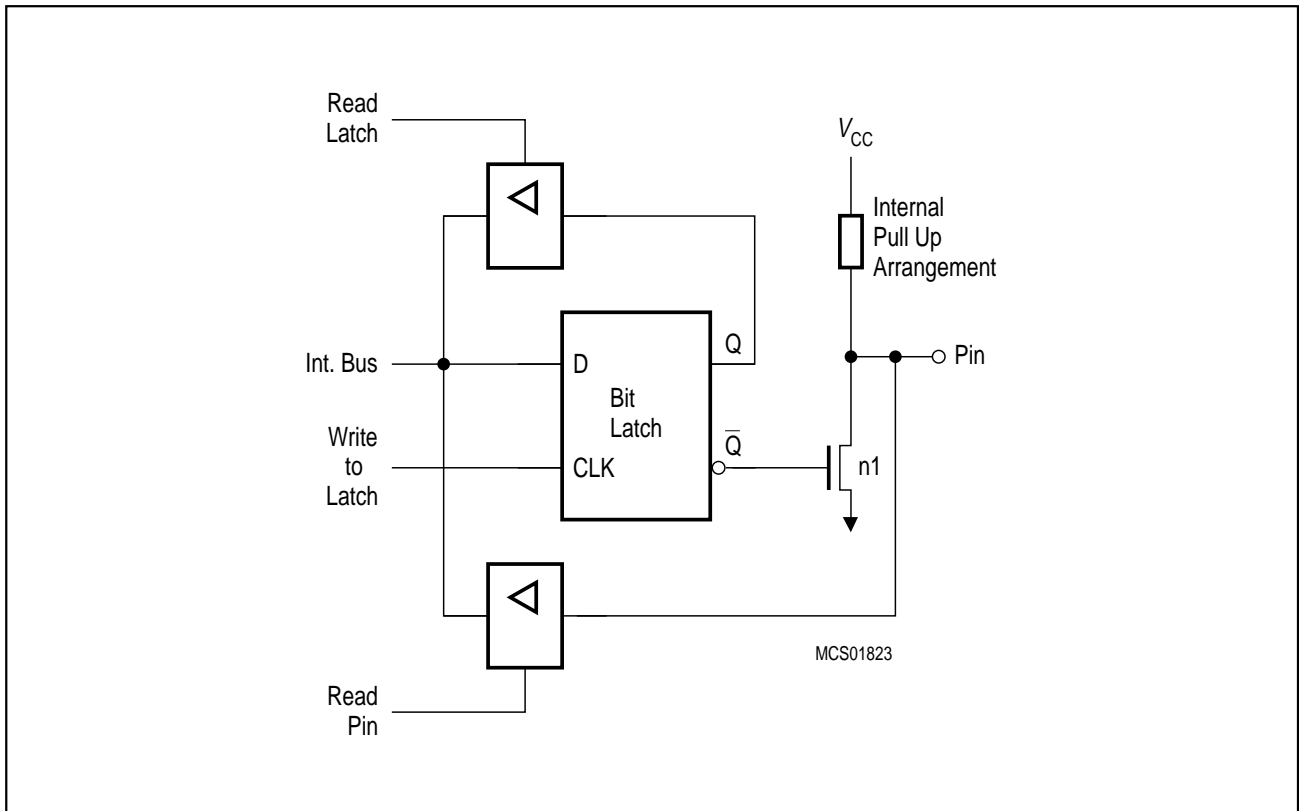 Read
Latch
V_CC
Internal
Pull Up
Arrangement
Q
Int. Bus
D
Pin
Bit
Latch
Q̅
Write
to
Latch
CLK
n1
MCS01823
Read
Pin